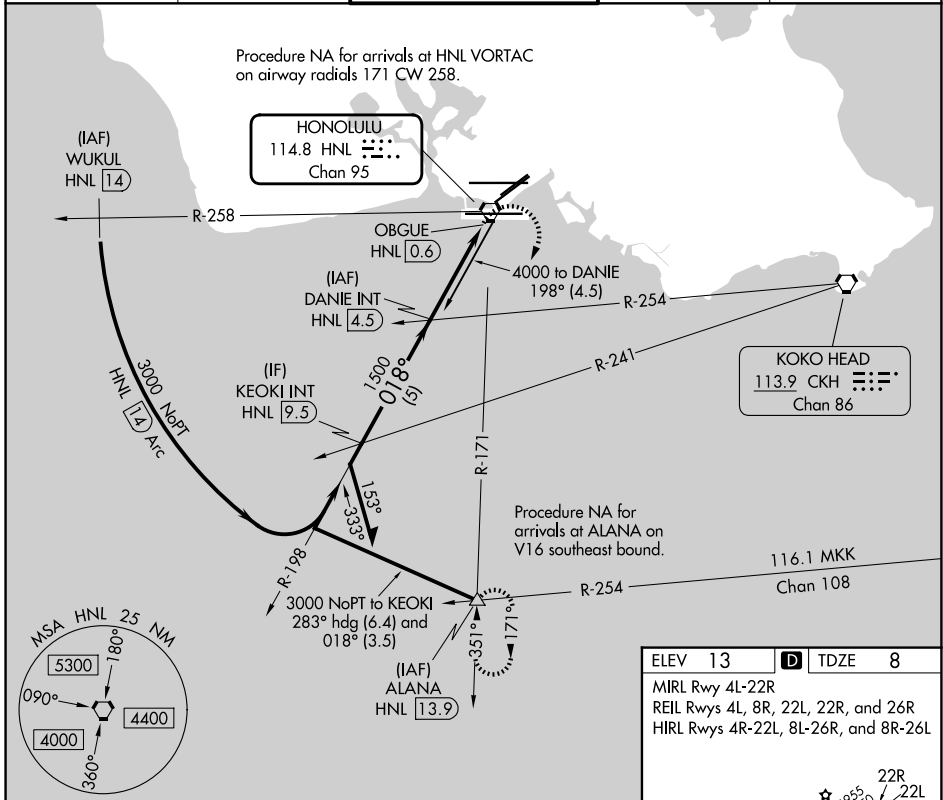 Procedure NA for arrivals at HNL VORTAC
on airway radials 171 CW 258.
HONOLULU
114.8 HNL
Chan 95
(IAF)
WUKUL
HNL 14
R-258
OBGUE
HNL 0.6
4000 to DANIE
198° (4.5)
(IAF)
DANIE INT
HNL 4.5
R-254
R-241
KOKO HEAD
113.9 CKH
Chan 86
1500
018°
(5)
(IF)
KEOKI INT
HNL 9.5
3000 NoPT
HNL 14 Arc
R-171
153°
333°
R-198
Procedure NA for
arrivals at ALANA on
V16 southeast bound.
116.1 MKK
Chan 108
R-254
3000 NoPT to KEOKI
283° hdg (6.4) and
018° (3.5)
351°
171°
(IAF)
ALANA
HNL 13.9
MSA HNL 25 NM
180°
5300
090°
4400
4000
360°
ELEV 13 D TDZE 8
MIRL Rwy 4L-22R
REIL Rwys 4L, 8R, 22L, 22R, and 26R
HIRL Rwys 4R-22L, 8L-26R, and 8R-26L
22R
22L